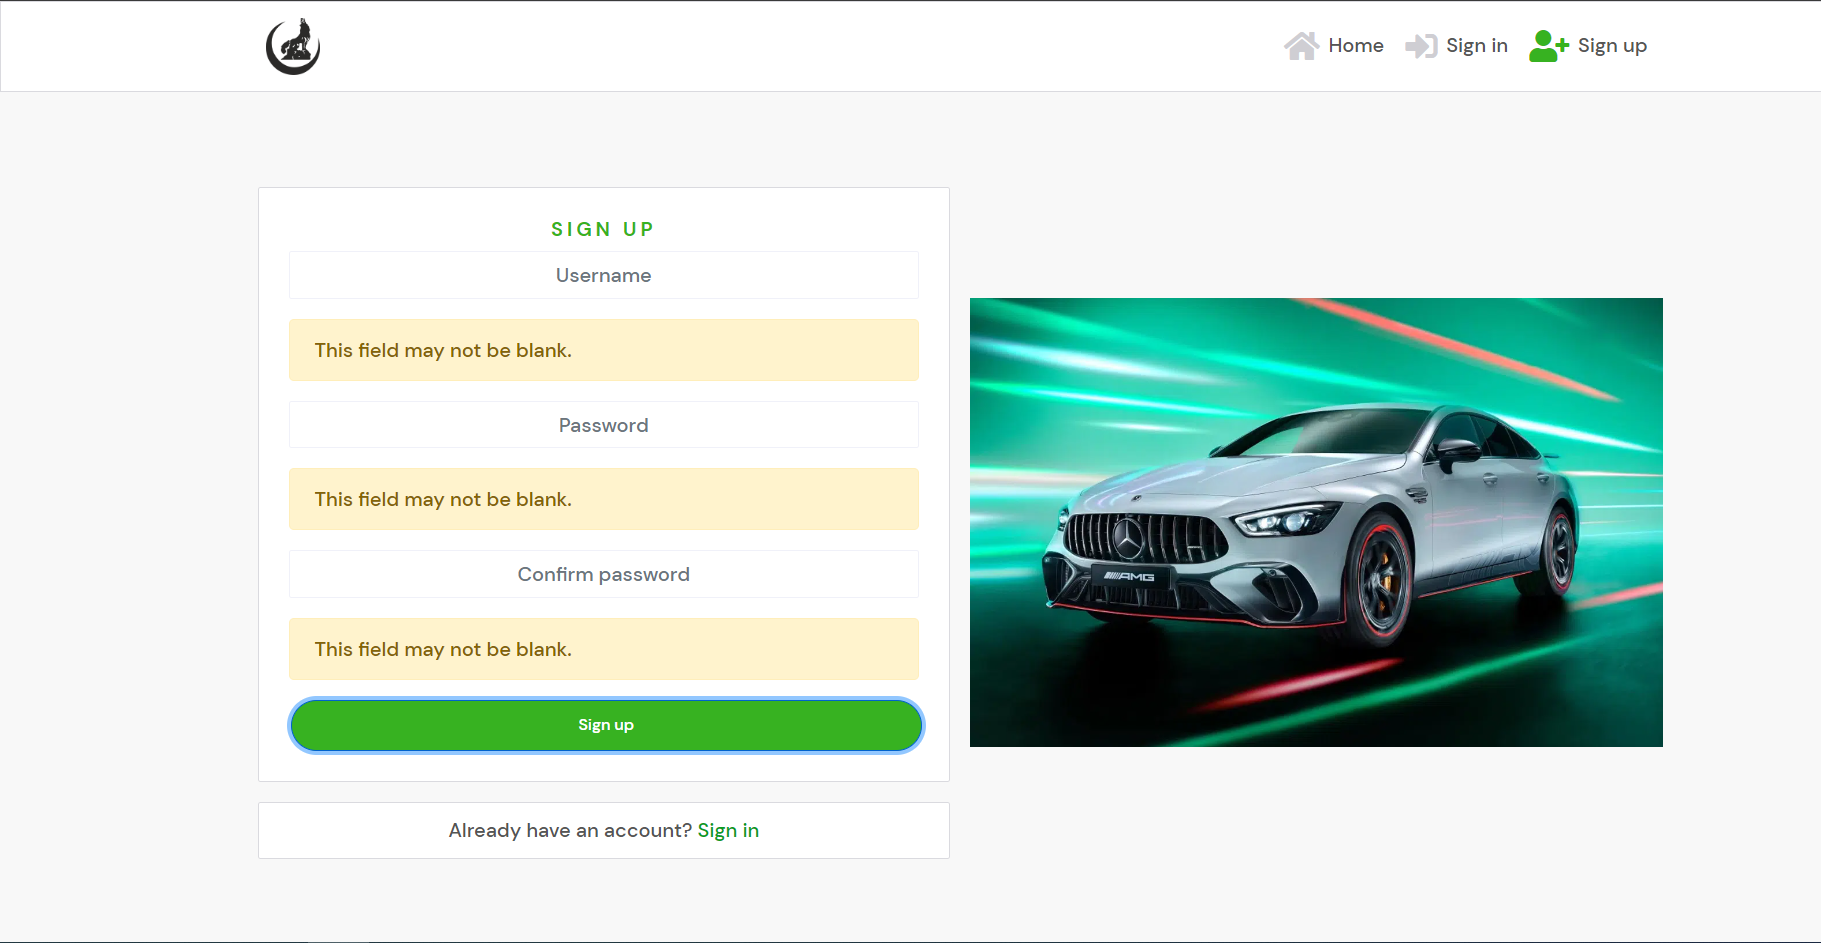 Home
Sign in
Sign up
SIGN UP
Username
This field may not be blank.
Password
This field may not be blank.
Confirm password
This field may not be blank.
Sign up
Already have an account? Sign in
AMG